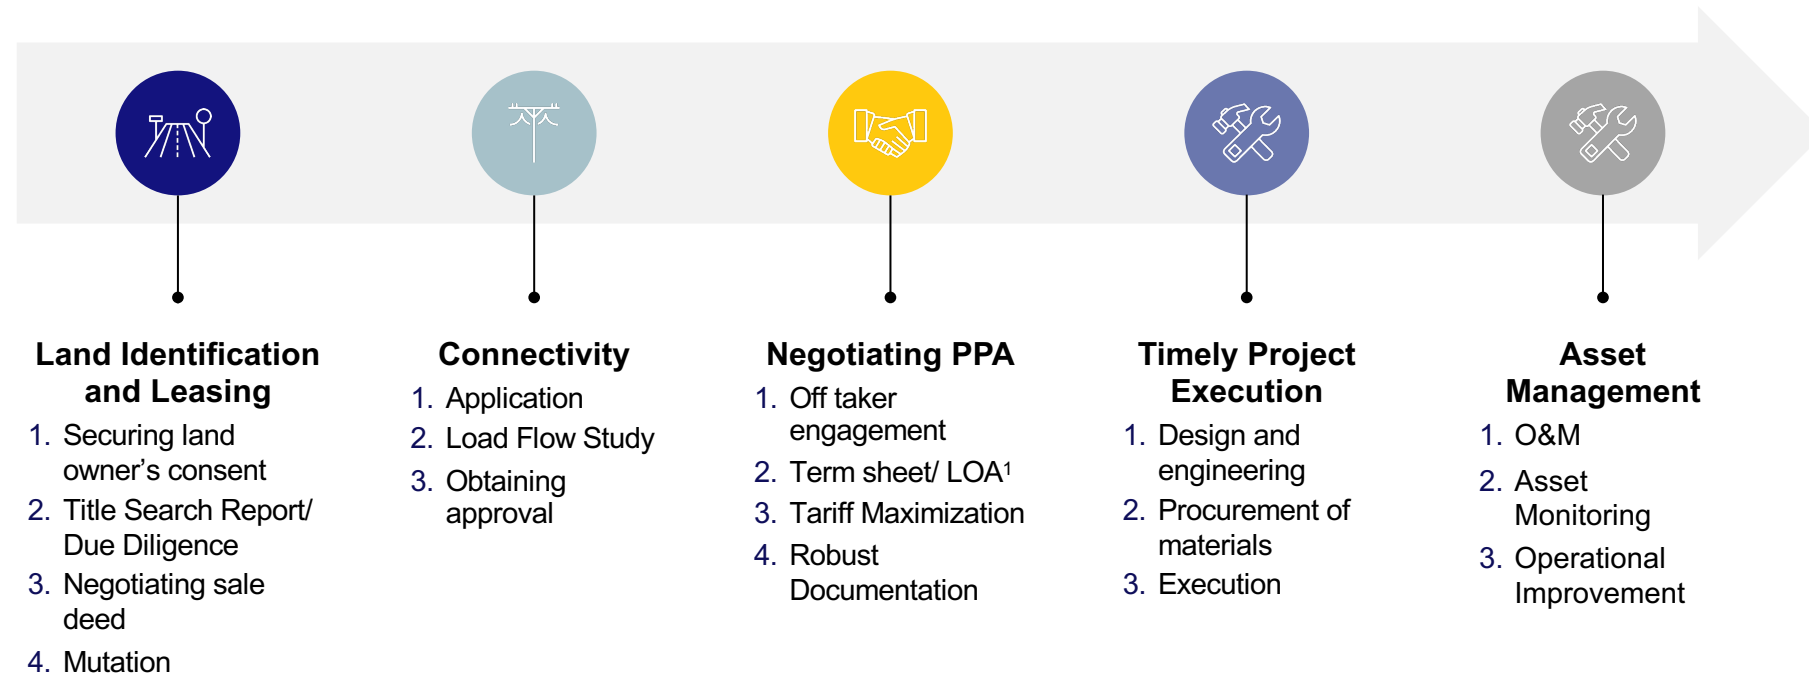 Land Identification
and Leasing
1. Securing land
owner’s consent
2. Title Search Report/
Due Diligence
3. Negotiating sale
deed
4. Mutation
Connectivity
1. Application
2. Load Flow Study
3. Obtaining
approval
Negotiating PPA
1. Off taker
engagement
2. Term sheet/ LOA¹
3. Tariff Maximization
4. Robust
Documentation
Timely Project
Execution
1. Design and
engineering
2. Procurement of
materials
3. Execution
Asset
Management
1. O&M
2. Asset
Monitoring
3. Operational
Improvement